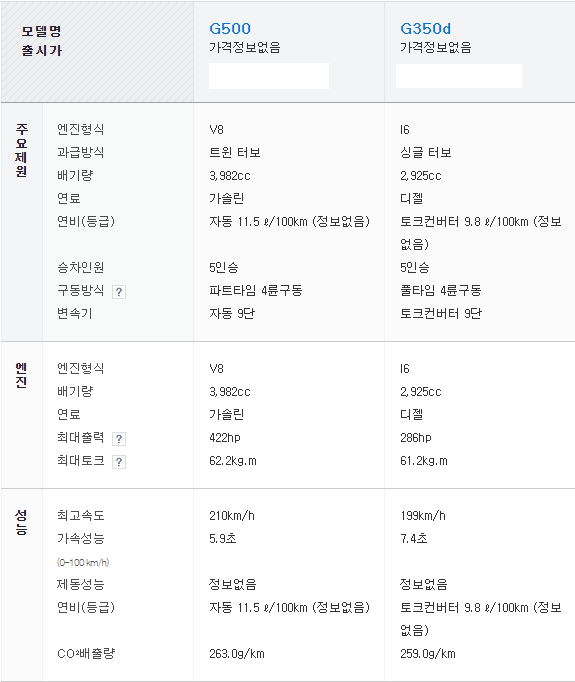 모델명 G500 G350d
출시가 가격정보없음 가격정보없음
주요제원
엔진형식 V8 I6
과급방식 트윈 터보 싱글 터보
배기량 3,982cc 2,925cc
연료 가솔린 디젤
연비(등급) 자동 11.5 ℓ/100km (정보없음) 토크컨버터 9.8 ℓ/100km (정보
없음)
승차인원 5인승 5인승
구동방식 ? 파트타임 4륜구동 풀타임 4륜구동
변속기 자동 9단 토크컨버터 9단
엔진
엔진형식 V8 I6
배기량 3,982cc 2,925cc
연료 가솔린 디젤
최대출력 ? 422hp 286hp
최대토크 ? 62.2kg.m 61.2kg.m
성능
최고속도 210km/h 199km/h
가속성능 5.9초 7.4초
(0-100 km/h)
제동성능 정보없음 정보없음
연비(등급) 자동 11.5 ℓ/100km (정보없음) 토크컨버터 9.8 ℓ/100km (정보
없음)
CO²배출량 263.0g/km 259.0g/km